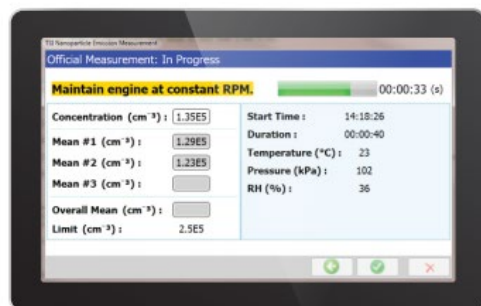 TSI Nanoparticle Emission Measurement
Official Measurement: In Progress
Maintain engine at constant RPM.
00:00:33 (s)
Concentration (cm⁻³) : 1.35E5
Mean #1 (cm⁻³) : 1.29E5
Mean #2 (cm⁻³) : 1.23E5
Mean #3 (cm⁻³) :
Overall Mean (cm⁻³) :
Limit (cm⁻³) : 2.5E5
Start Time : 14:18:26
Duration : 00:00:40
Temperature (°C) : 23
Pressure (kPa) : 102
RH (%) : 36